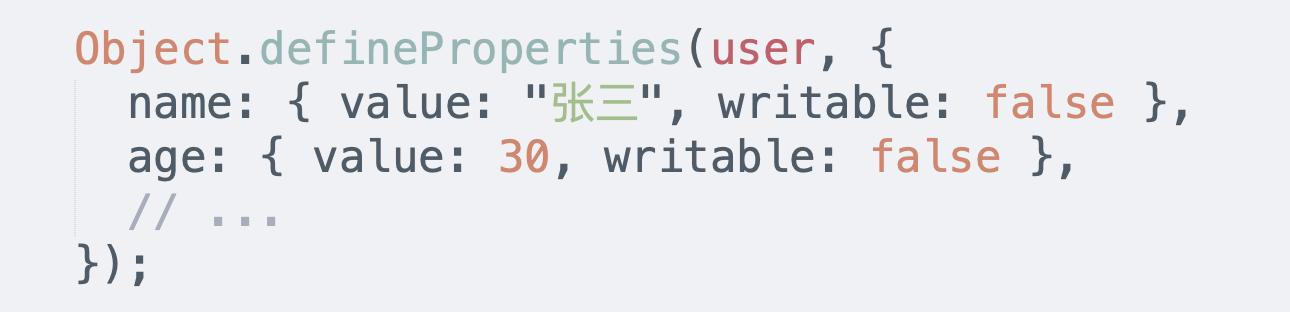 Object.defineProperties(user, {
  name: { value: "张三", writable: false },
  age: { value: 30, writable: false },
  // ...
});